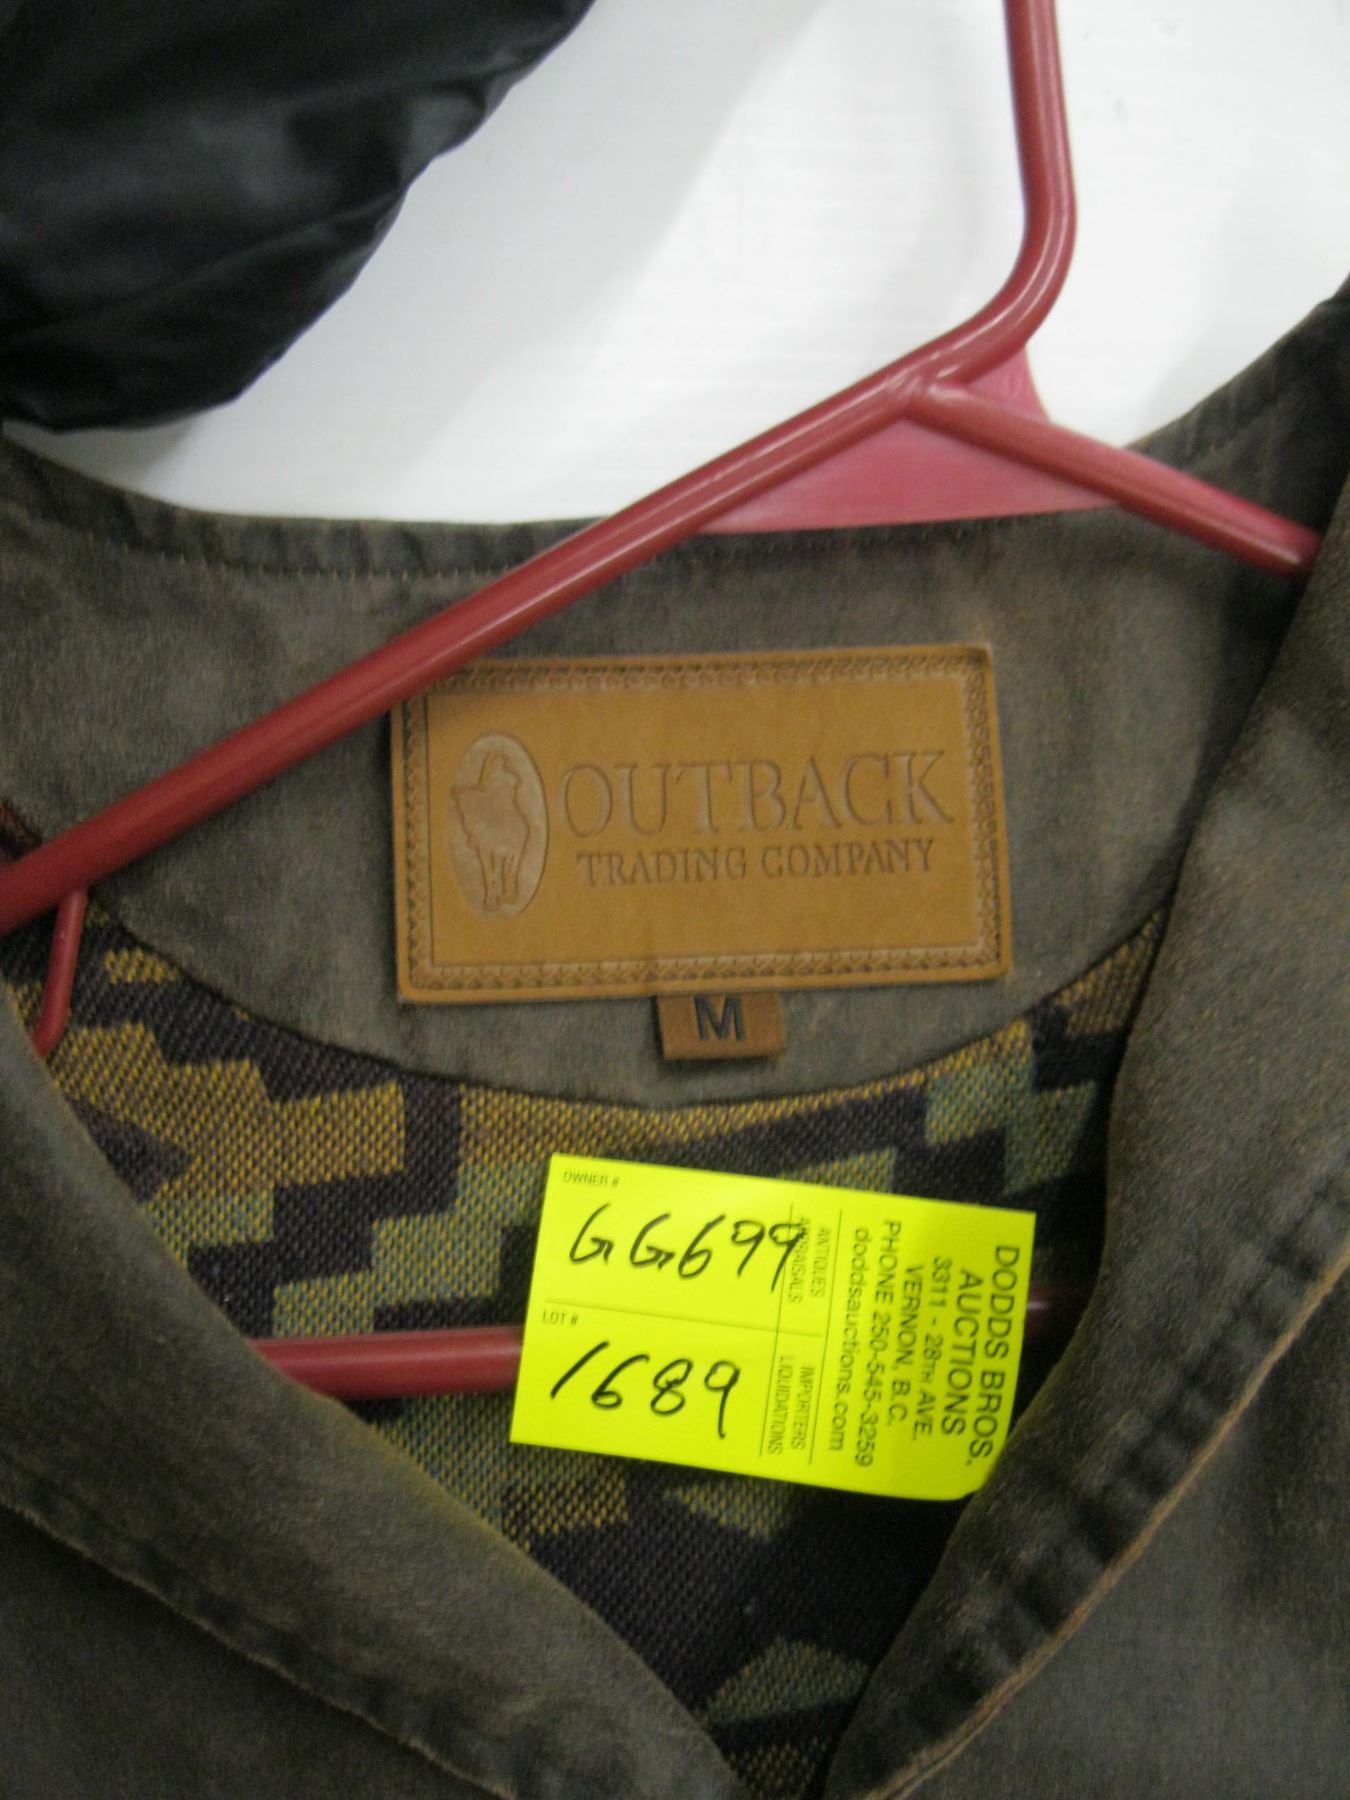 OUTBACK
TRADING COMPANY
M
OWNER #
GG699
LOT #
1689
ANTIQUES
APPRAISALS
IMPORTERS
LIQUIDATIONS
DODDS BROS.
AUCTIONS
3311 - 28TH AVE.
VERNON, B.C.
PHONE 250-545-3259
doddsauctions.com